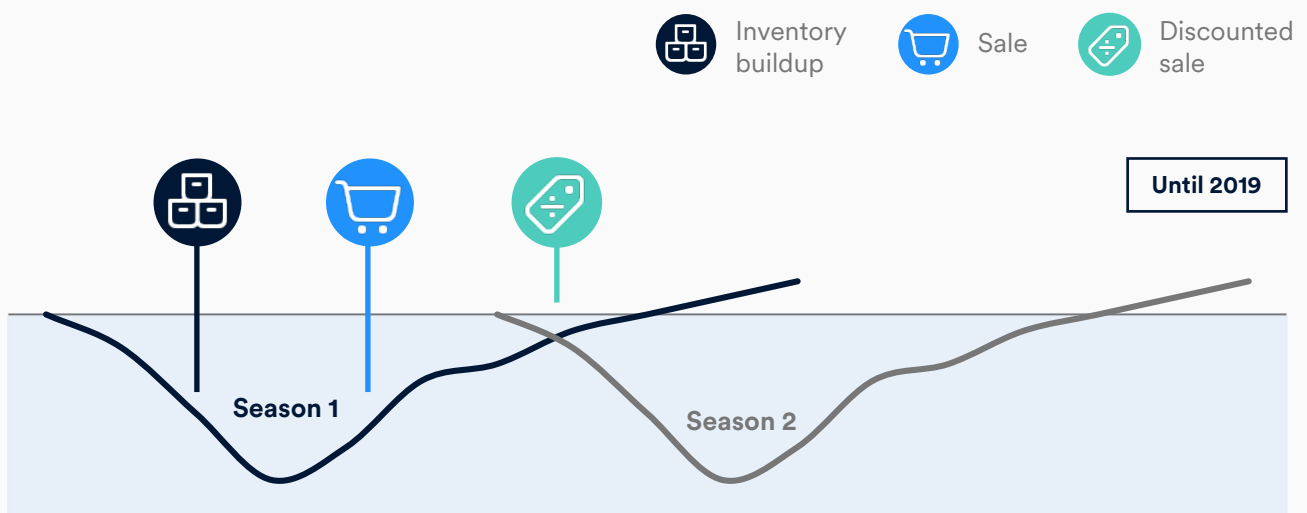 Inventory
buildup
Sale
Discounted
sale
Until 2019
Season 1
Season 2